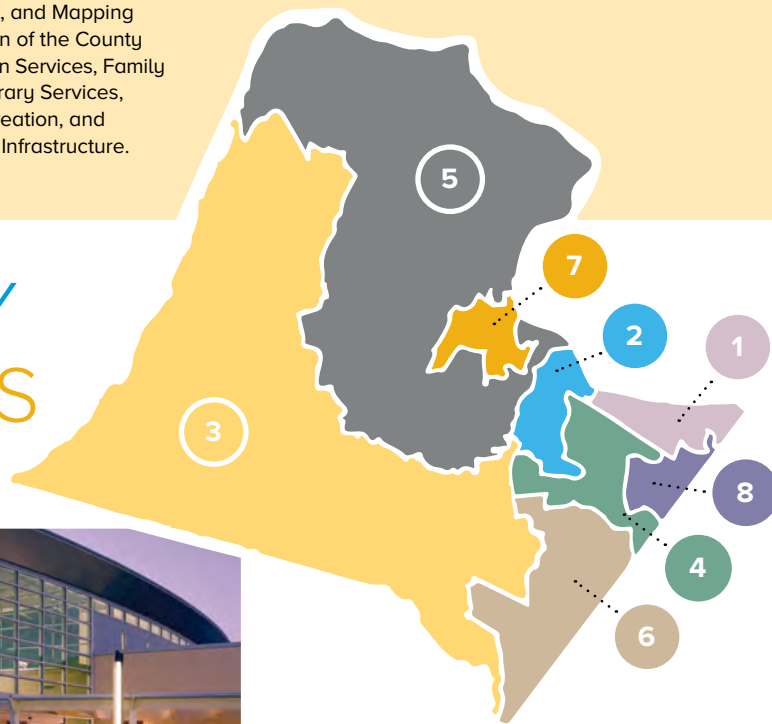 , and Mapping
n of the County
n Services, Family
rary Services,
eation, and
Infrastructure.
Y
S
5
7
2
1
3
8
4
6